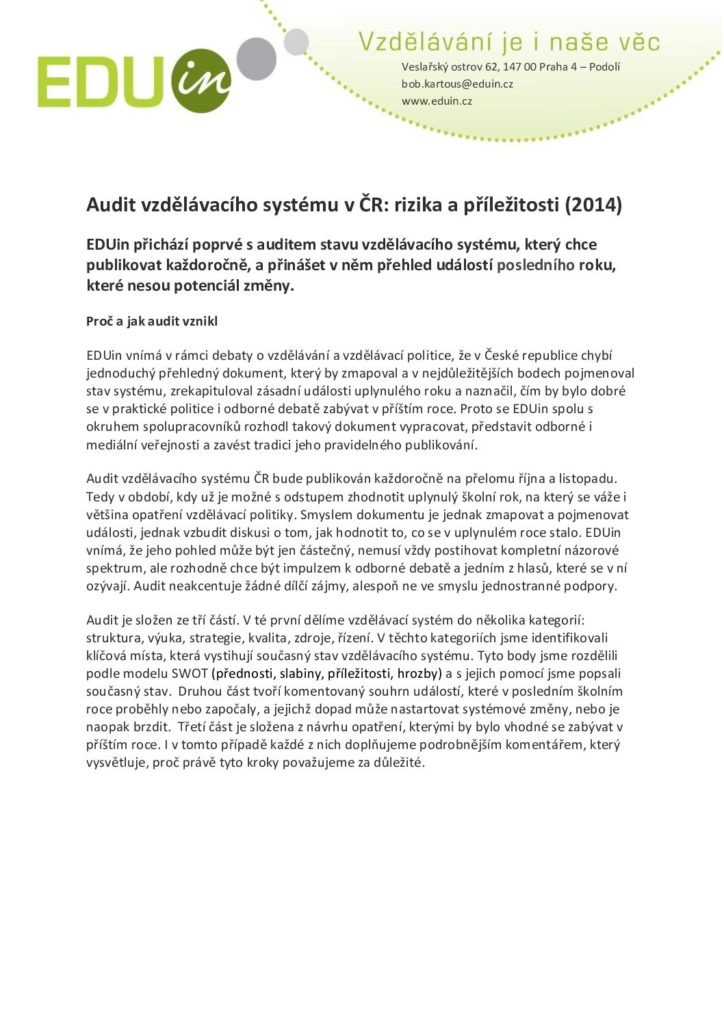 EDUin
Vzdělávání je i naše věc
Veslařský ostrov 62, 147 00 Praha 4 – Podolí
bob.kartous@eduin.cz
www.eduin.cz
Audit vzdělávacího systému v ČR: rizika a příležitosti (2014)
EDUin přichází poprvé s auditem stavu vzdělávacího systému, který chce
publikovat každoročně, a přinášet v něm přehled událostí posledního roku,
které nesou potenciál změny.
Proč a jak audit vznikl
EDUin vnímá v rámci debaty o vzdělávání a vzdělávací politice, že v České republice chybí
jednoduchý přehledný dokument, který by zmapoval a v nejdůležitějších bodech pojmenoval
stav systému, zrekapituloval zásadní události uplynulého roku a naznačil, čím by bylo dobré
se v praktické politice i odborné debatě zabývat v příštím roce. Proto se EDUin spolu s
okruhem spolupracovníků rozhodl takový dokument vypracovat, představit odborné i
mediální veřejnosti a zavést tradici jeho pravidelného publikování.
Audit vzdělávacího systému ČR bude publikován každoročně na přelomu října a listopadu.
Tedy v období, kdy už je možné s odstupem zhodnotit uplynulý školní rok, na který se váže i
většina opatření vzdělávací politiky. Smyslem dokumentu je jednak zmapovat a pojmenovat
události, jednak vzbudit diskusi o tom, jak hodnotit to, co se v uplynulém roce stalo. EDUin
vnímá, že jeho pohled může být jen částečný, nemusí vždy postihovat kompletní názorové
spektrum, ale rozhodně chce být impulzem k odborné debatě a jedním z hlasů, které se v ní
ozývají. Audit neakcentuje žádné dílčí zájmy, alespoň ne ve smyslu jednostranné podpory.
Audit je složen ze tří částí. V té první dělíme vzdělávací systém do několika kategorií:
struktura, výuka, strategie, kvalita, zdroje, řízení. V těchto kategoriích jsme identifikovali
klíčová místa, která vystihují současný stav vzdělávacího systému. Tyto body jsme rozdělili
podle modelu SWOT (přednosti, slabiny, příležitosti, hrozby) a s jejich pomocí jsme popsali
současný stav.  Druhou část tvoří komentovaný souhrn událostí, které v posledním školním
roce proběhly nebo započaly, a jejichž dopad může nastartovat systémové změny, nebo je
naopak brzdit.  Třetí část je složena z návrhu opatření, kterými by bylo vhodné se zabývat v
příštím roce. I v tomto případě každé z nich doplňujeme podrobnějším komentářem, který
vysvětluje, proč právě tyto kroky považujeme za důležité.